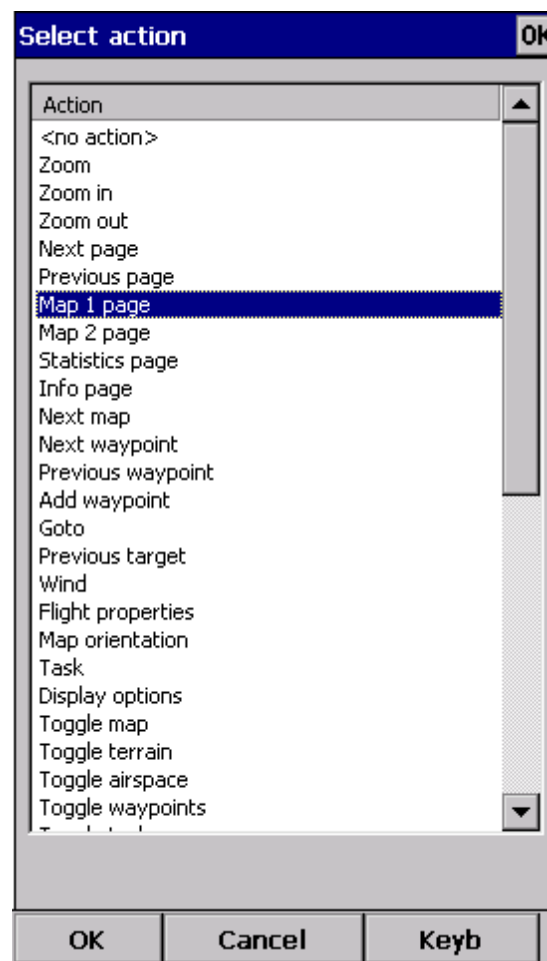 Select action
OK
Action
<no action>
Zoom
Zoom in
Zoom out
Next page
Previous page
Map 1 page
Map 2 page
Statistics page
Info page
Next map
Next waypoint
Previous waypoint
Add waypoint
Goto
Previous target
Wind
Flight properties
Map orientation
Task
Display options
Toggle map
Toggle terrain
Toggle airspace
Toggle waypoints
OK
Cancel
Keyb